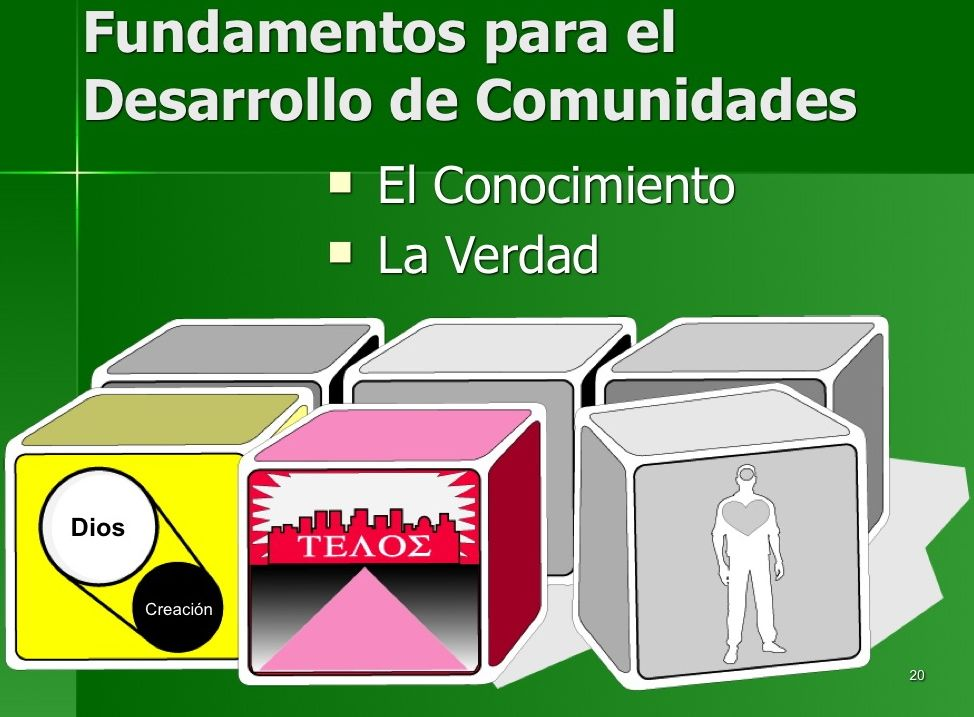 Fundamentos para el
Desarrollo de Comunidades
El Conocimiento
La Verdad
Dios
Creación
ΤΕΛΟΣ
20